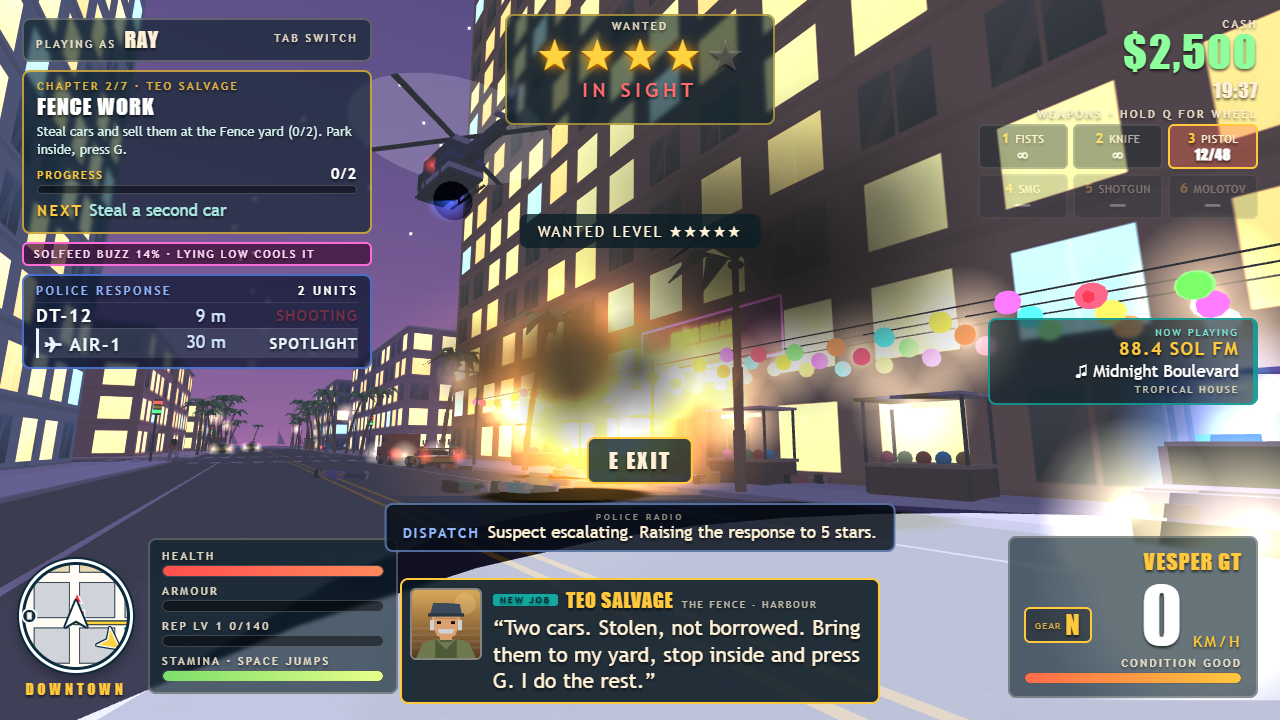 PLAYING AS RAY
TAB SWITCH
CHAPTER 2/7 · TEO SALVAGE
FENCE WORK
Steal cars and sell them at the Fence yard (0/2). Park
inside, press G.
PROGRESS 0/2
NEXT Steal a second car
SOLFEED BUZZ 14% · LYING LOW COOLS IT
POLICE RESPONSE 2 UNITS
DT-12 9 m SHOOTING
AIR-1 30 m SPOTLIGHT
WANTED
IN SIGHT
WANTED LEVEL ★★★★★
CASH
$2,500
19:37
WEAPONS · HOLD Q FOR WHEEL
1 FISTS ∞
2 KNIFE ∞
3 PISTOL 12/48
4 SMG —
5 SHOTGUN —
6 MOLOTOV —
NOW PLAYING
88.4 SOL FM
♫ Midnight Boulevard
TROPICAL HOUSE
E EXIT
POLICE RADIO
DISPATCH Suspect escalating. Raising the response to 5 stars.
NEW JOB TEO SALVAGE THE FENCE · HARBOUR
“Two cars. Stolen, not borrowed. Bring
them to my yard, stop inside and press
G. I do the rest.”
DOWNTOWN
HEALTH
ARMOUR
REP LV 1 0/140
STAMINA · SPACE JUMPS
VESPER GT
GEAR N
0 KM/H
CONDITION GOOD